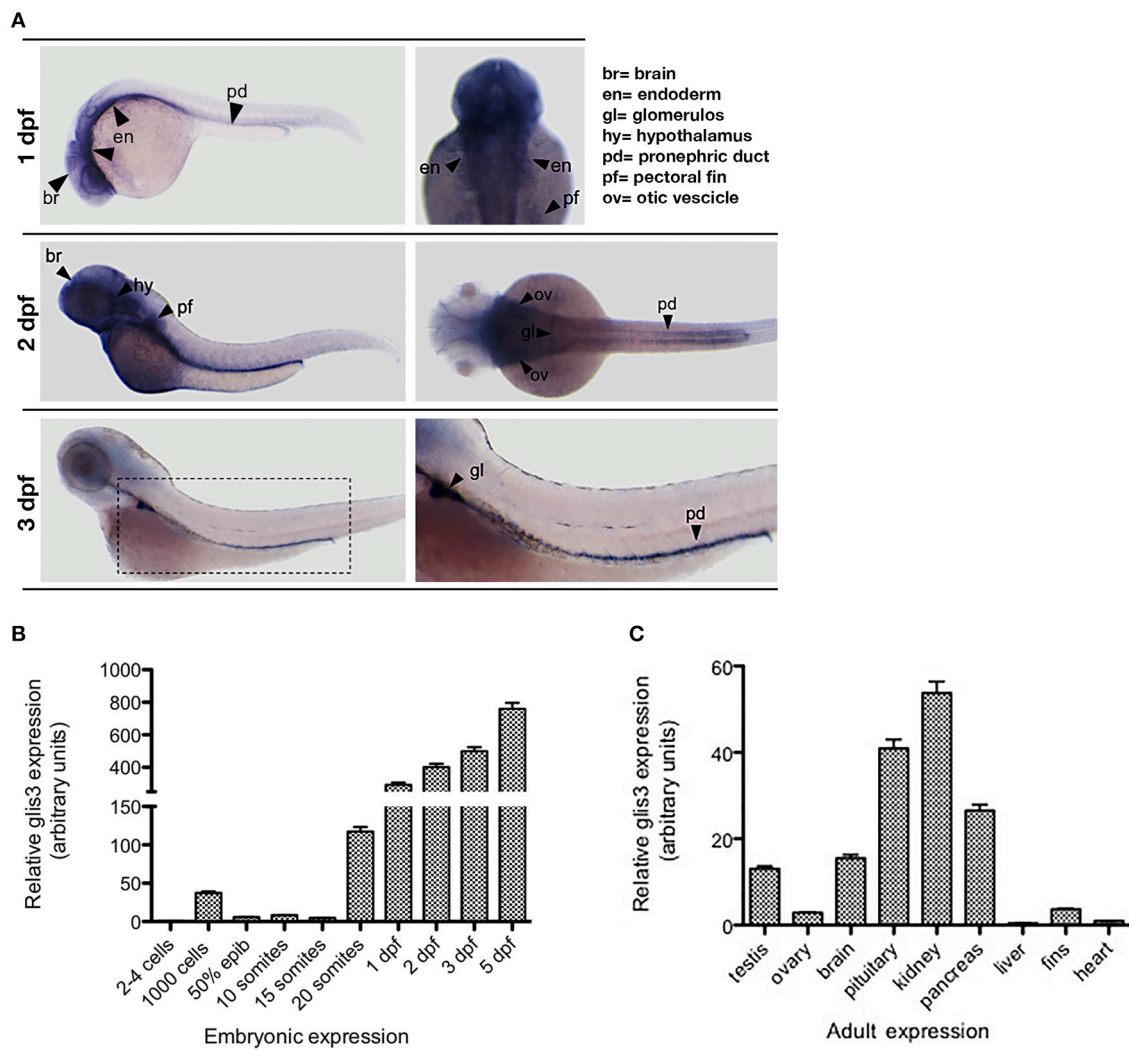 A
1 dpf
pd
en
br
en
en
pf
br= brain
en= endoderm
gl= glomerulos
hy= hypothalamus
pd= pronephric duct
pf= pectoral fin
ov= otic vescicle
2 dpf
br
hy
pf
ov
gl
ov
pd
3 dpf
gl
pd
B
Relative glis3 expression
(arbitrary units)
1000
800
600
400
150
100
50
0
2-4 cells
1000 cells
50% epib
10 somites
15 somites
20 somites
1 dpf
2 dpf
3 dpf
5 dpf
Embryonic expression
C
Relative glis3 expression
(arbitrary units)
60
40
20
0
testis
ovary
brain
pituitary
kidney
pancreas
liver
fins
heart
Adult expression